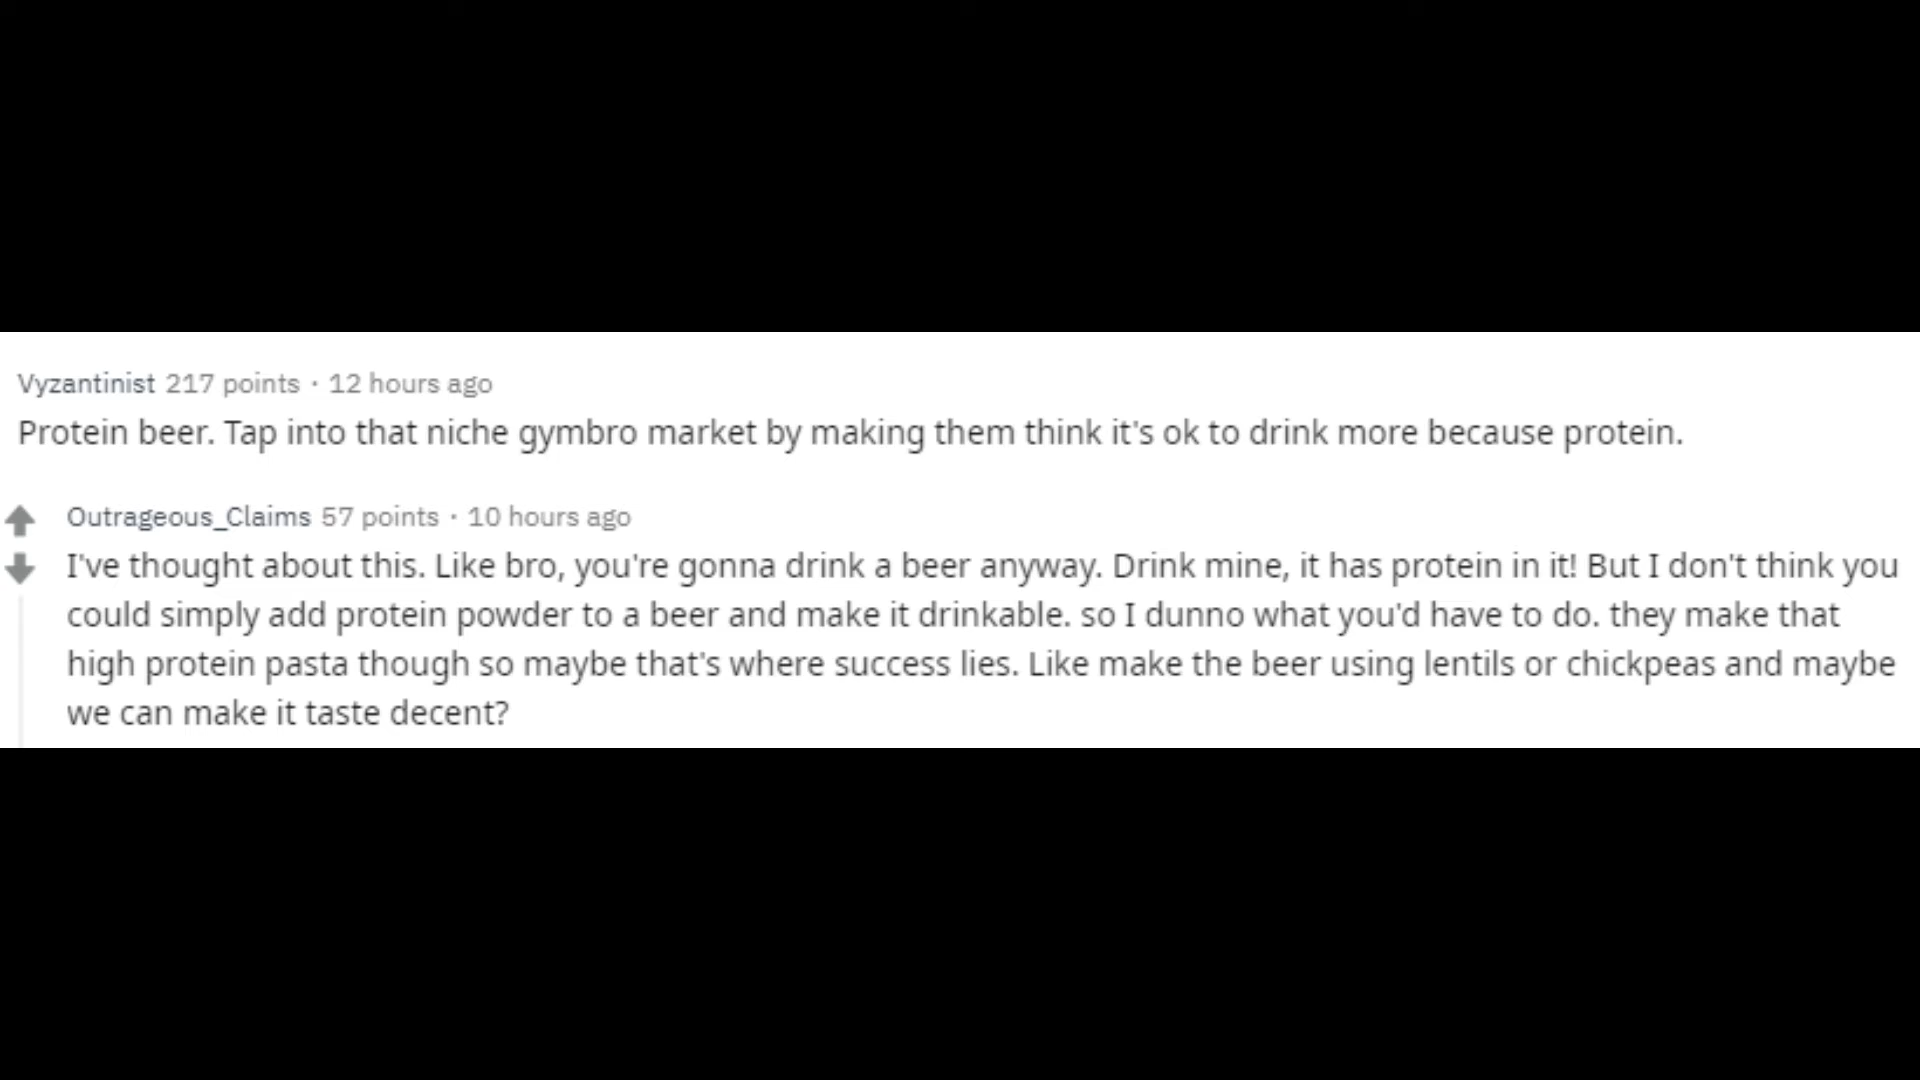 Vyzantinist 217 points · 12 hours ago
Protein beer. Tap into that niche gymbro market by making them think it's ok to drink more because protein.
Outrageous_Claims 57 points · 10 hours ago
I've thought about this. Like bro, you're gonna drink a beer anyway. Drink mine, it has protein in it! But I don't think you
could simply add protein powder to a beer and make it drinkable. so I dunno what you'd have to do. they make that
high protein pasta though so maybe that's where success lies. Like make the beer using lentils or chickpeas and maybe
we can make it taste decent?